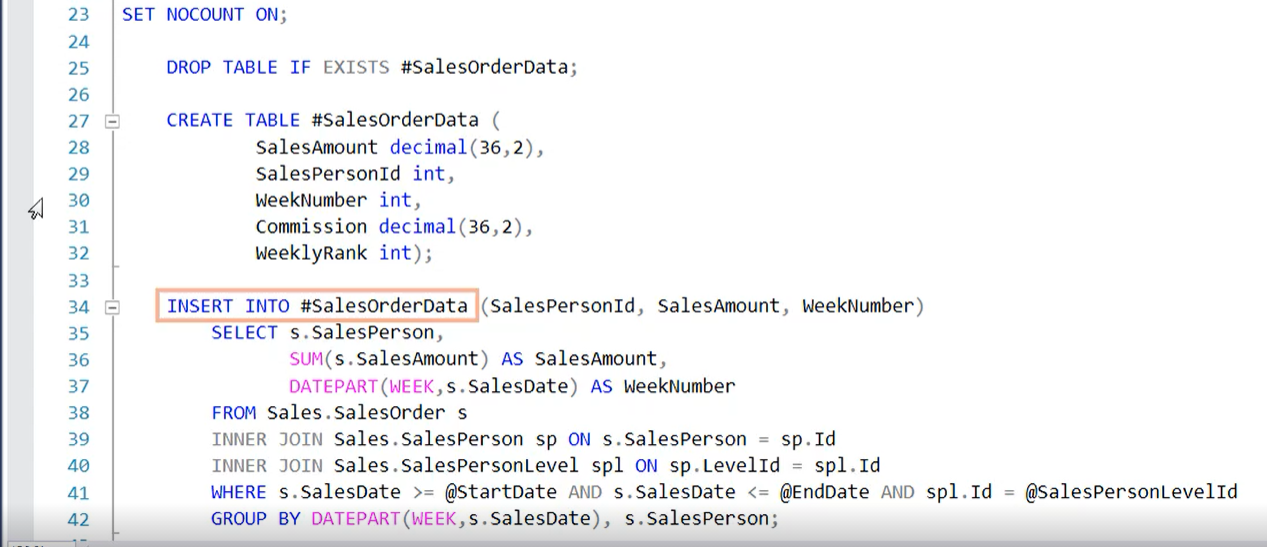 23 SET NOCOUNT ON;
24
25 DROP TABLE IF EXISTS #SalesOrderData;
26
27 CREATE TABLE #SalesOrderData (
28 SalesAmount decimal(36,2),
29 SalesPersonId int,
30 WeekNumber int,
31 Commission decimal(36,2),
32 WeeklyRank int);
33
34 INSERT INTO #SalesOrderData (SalesPersonId, SalesAmount, WeekNumber)
35 SELECT s.SalesPerson,
36 SUM(s.SalesAmount) AS SalesAmount,
37 DATEPART(WEEK,s.SalesDate) AS WeekNumber
38 FROM Sales.SalesOrder s
39 INNER JOIN Sales.SalesPerson sp ON s.SalesPerson = sp.Id
40 INNER JOIN Sales.SalesPersonLevel spl ON sp.LevelId = spl.Id
41 WHERE s.SalesDate >= @StartDate AND s.SalesDate <= @EndDate AND spl.Id = @SalesPersonLevelId
42 GROUP BY DATEPART(WEEK,s.SalesDate), s.SalesPerson;